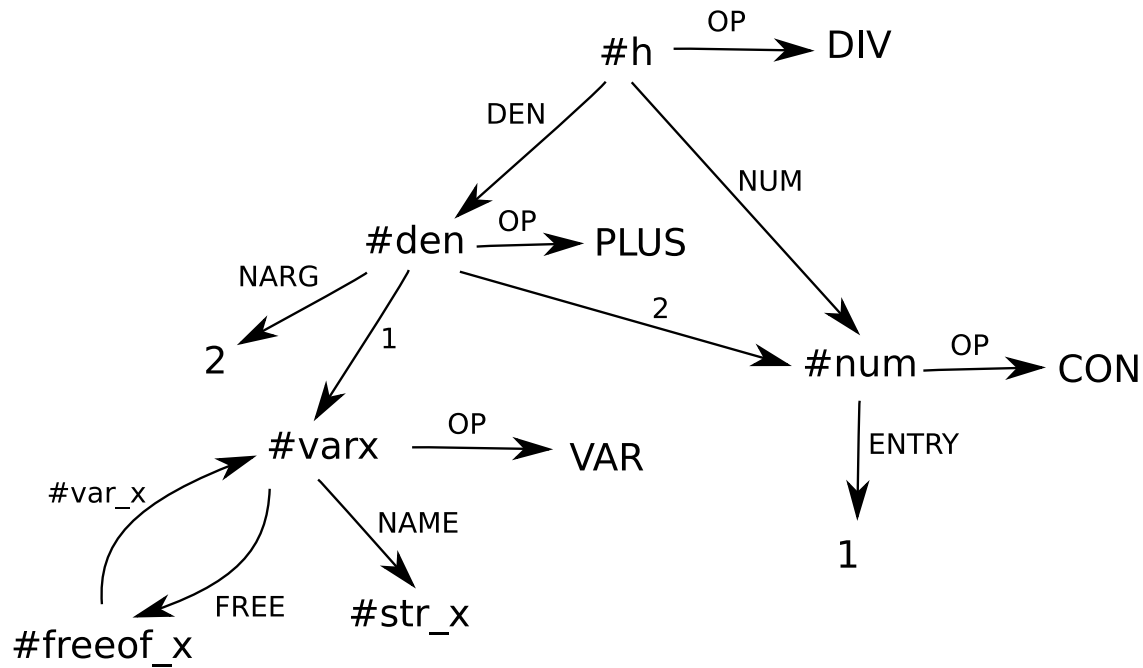 OP
#h
DIV
DEN
NUM
OP
#den
PLUS
NARG
2
1
2
#num
OP
CON
#varx
OP
VAR
ENTRY
#var_x
NAME
1
FREE
#str_x
#freeof_x